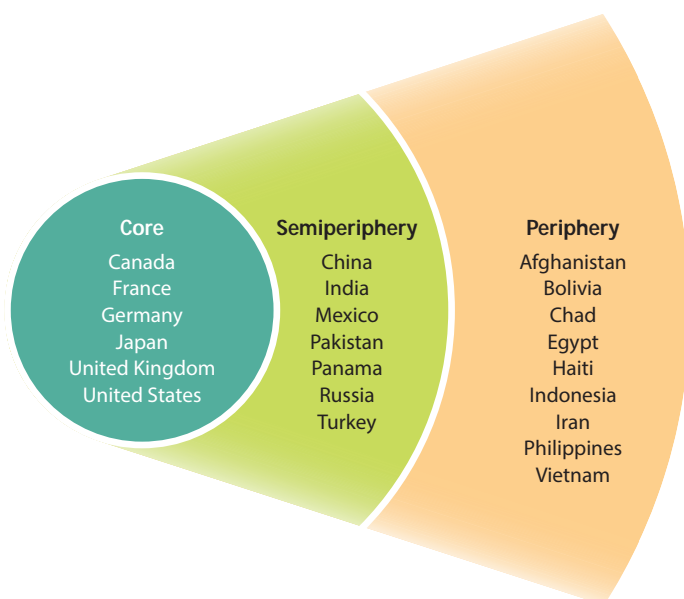 Core
Canada
France
Germany
Japan
United Kingdom
United States
Semiperiphery
China
India
Mexico
Pakistan
Panama
Russia
Turkey
Periphery
Afghanistan
Bolivia
Chad
Egypt
Haiti
Indonesia
Iran
Philippines
Vietnam